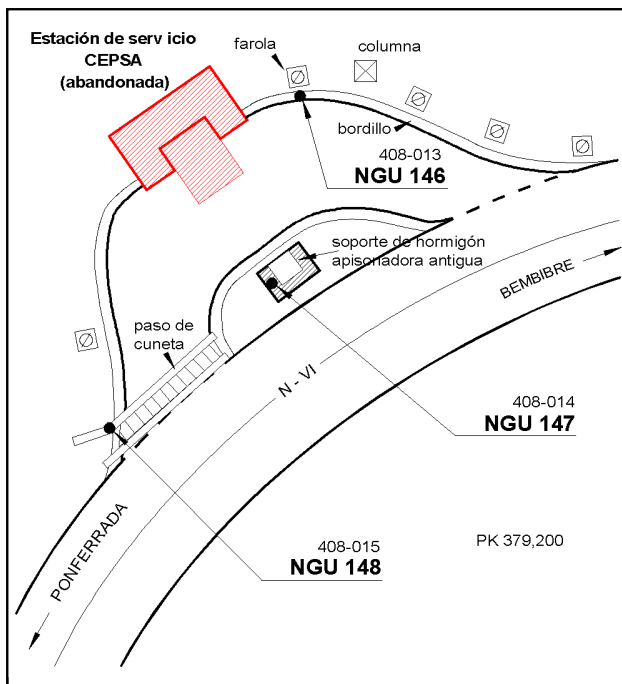 Estación de serv icio
CEPSA
(abandonada)
farola
columna
bordillo
408-013
NGU 146
soporte de hormigón
apisonadora antigua
BEMBIBRE
paso de
cuneta
N - VI
408-014
NGU 147
PONFERRADA
408-015
NGU 148
PK 379,200